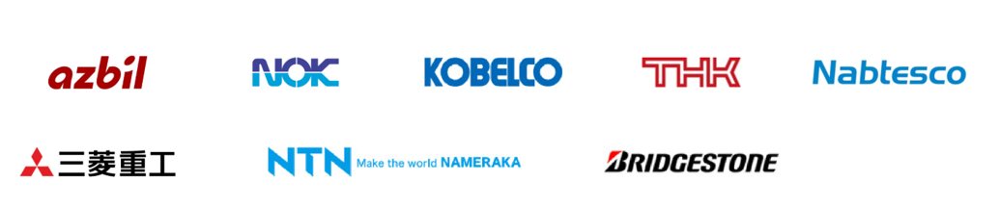 azbil
NOK
KOBELCO
THK
Nabtesco
三菱重工
NTN Make the world NAMERAKA
BRIDGESTONE